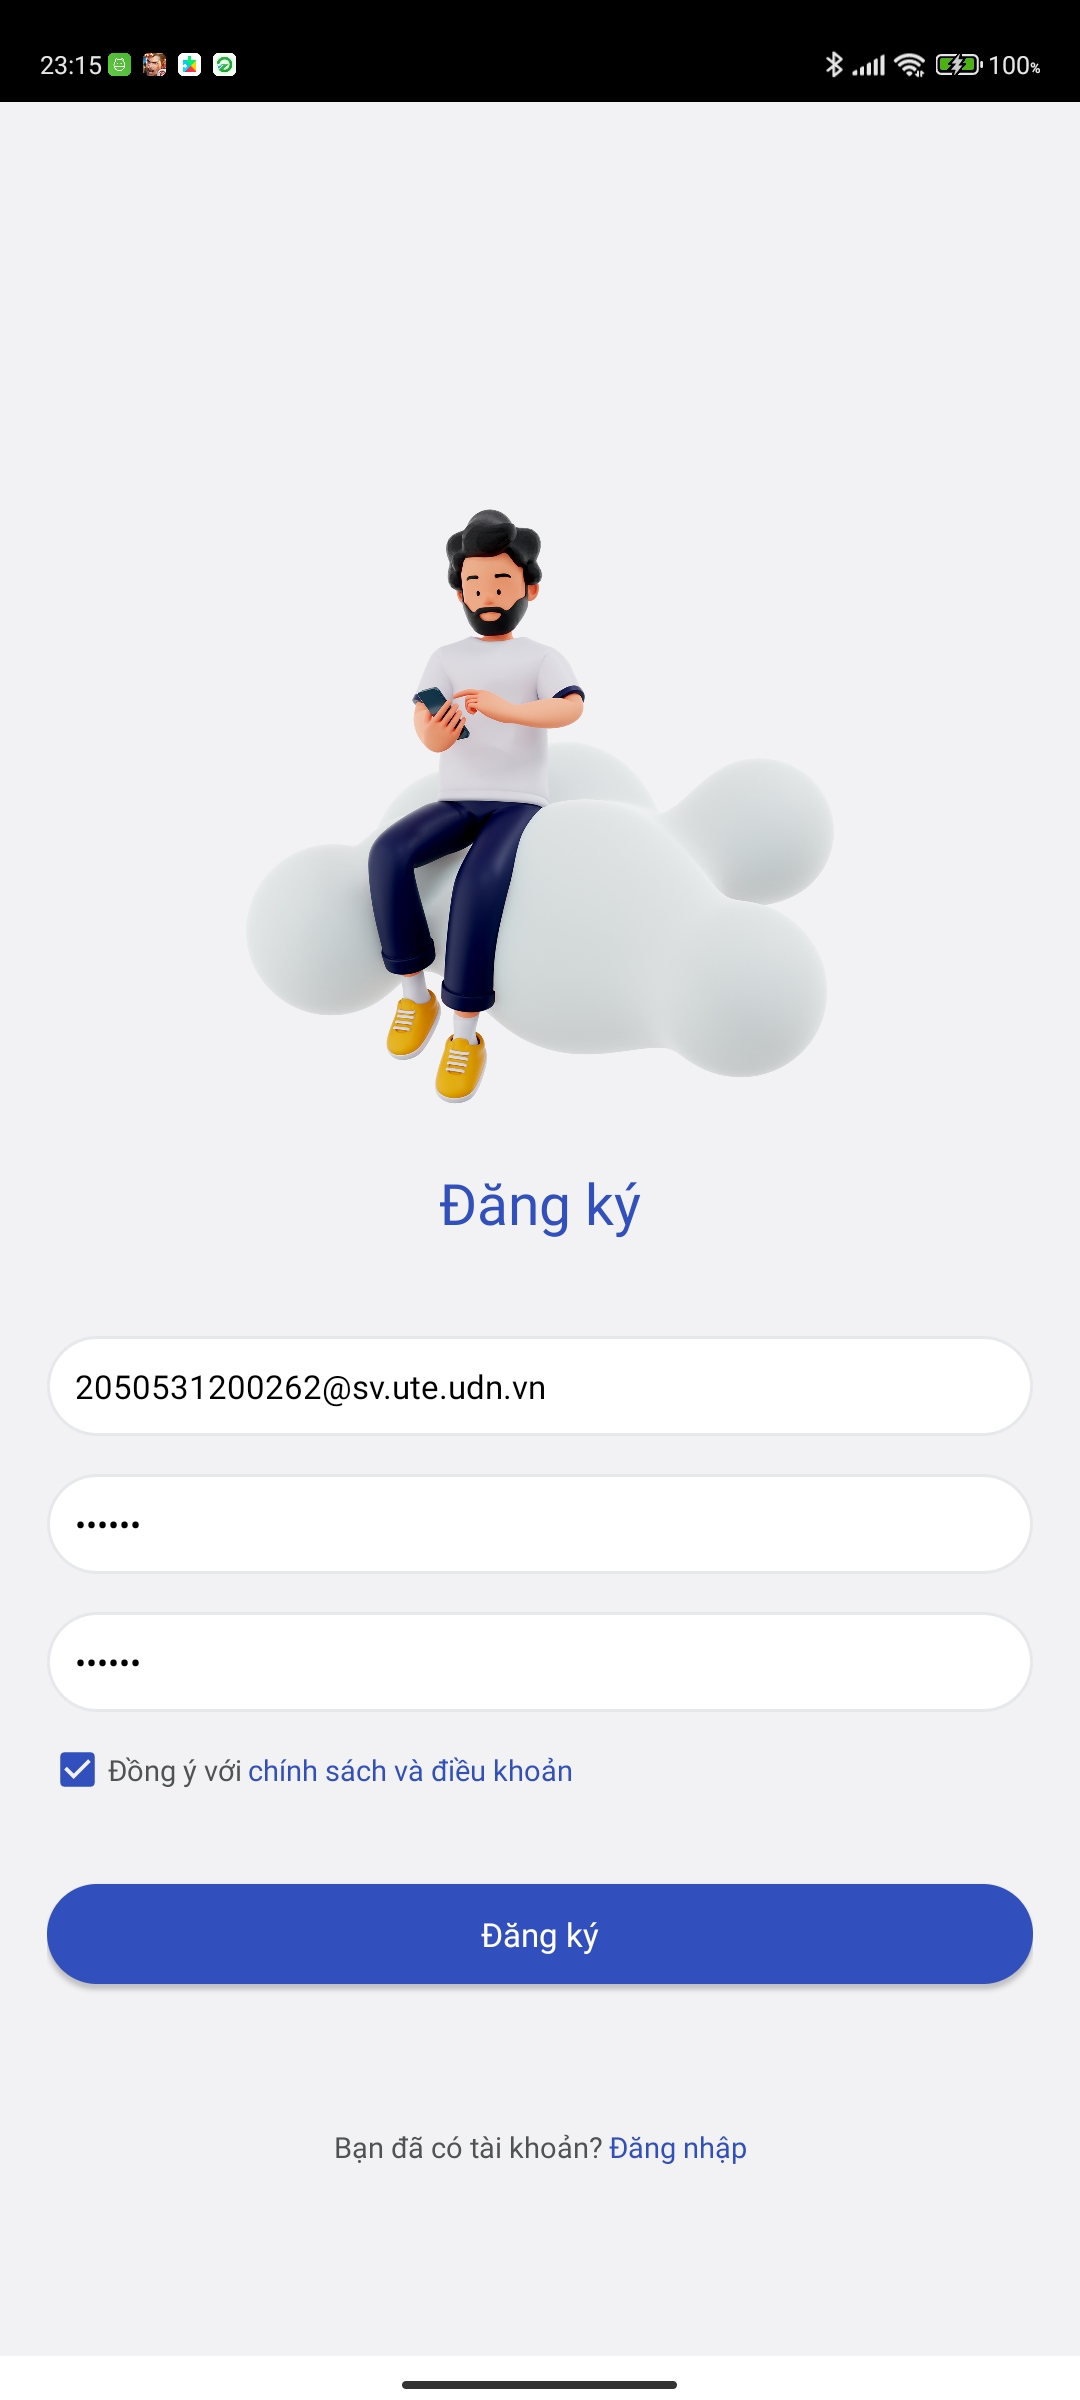 23:15 100%
Đăng ký
2050531200262@sv.ute.udn.vn
••••••
••••••
Đồng ý với chính sách và điều khoản
Đăng ký
Bạn đã có tài khoản? Đăng nhập